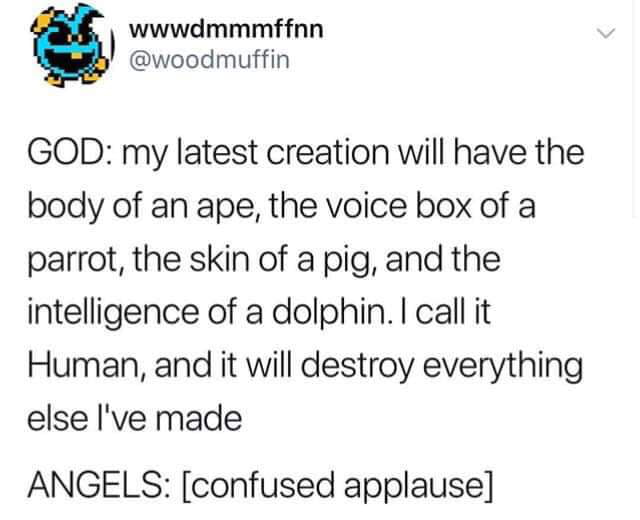 wwwdmmmffnn
@woodmuffin
GOD: my latest creation will have the
body of an ape, the voice box of a
parrot, the skin of a pig, and the
intelligence of a dolphin. I call it
Human, and it will destroy everything
else I've made
ANGELS: [confused applause]